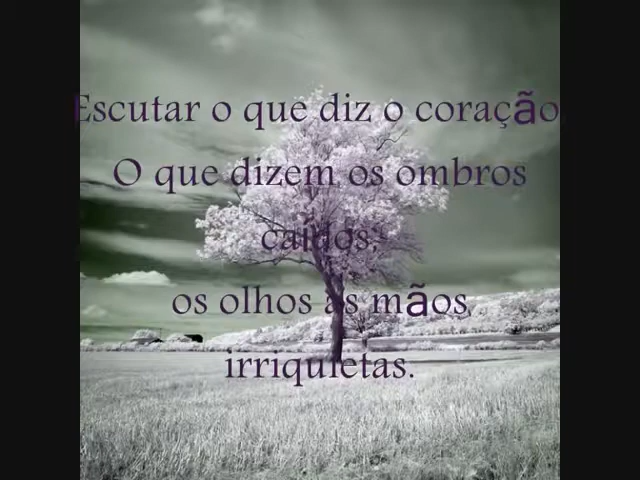 Escutar o que diz o coração.
O que dizem os ombros
caídos;
os olhos as mãos
irriquietas.